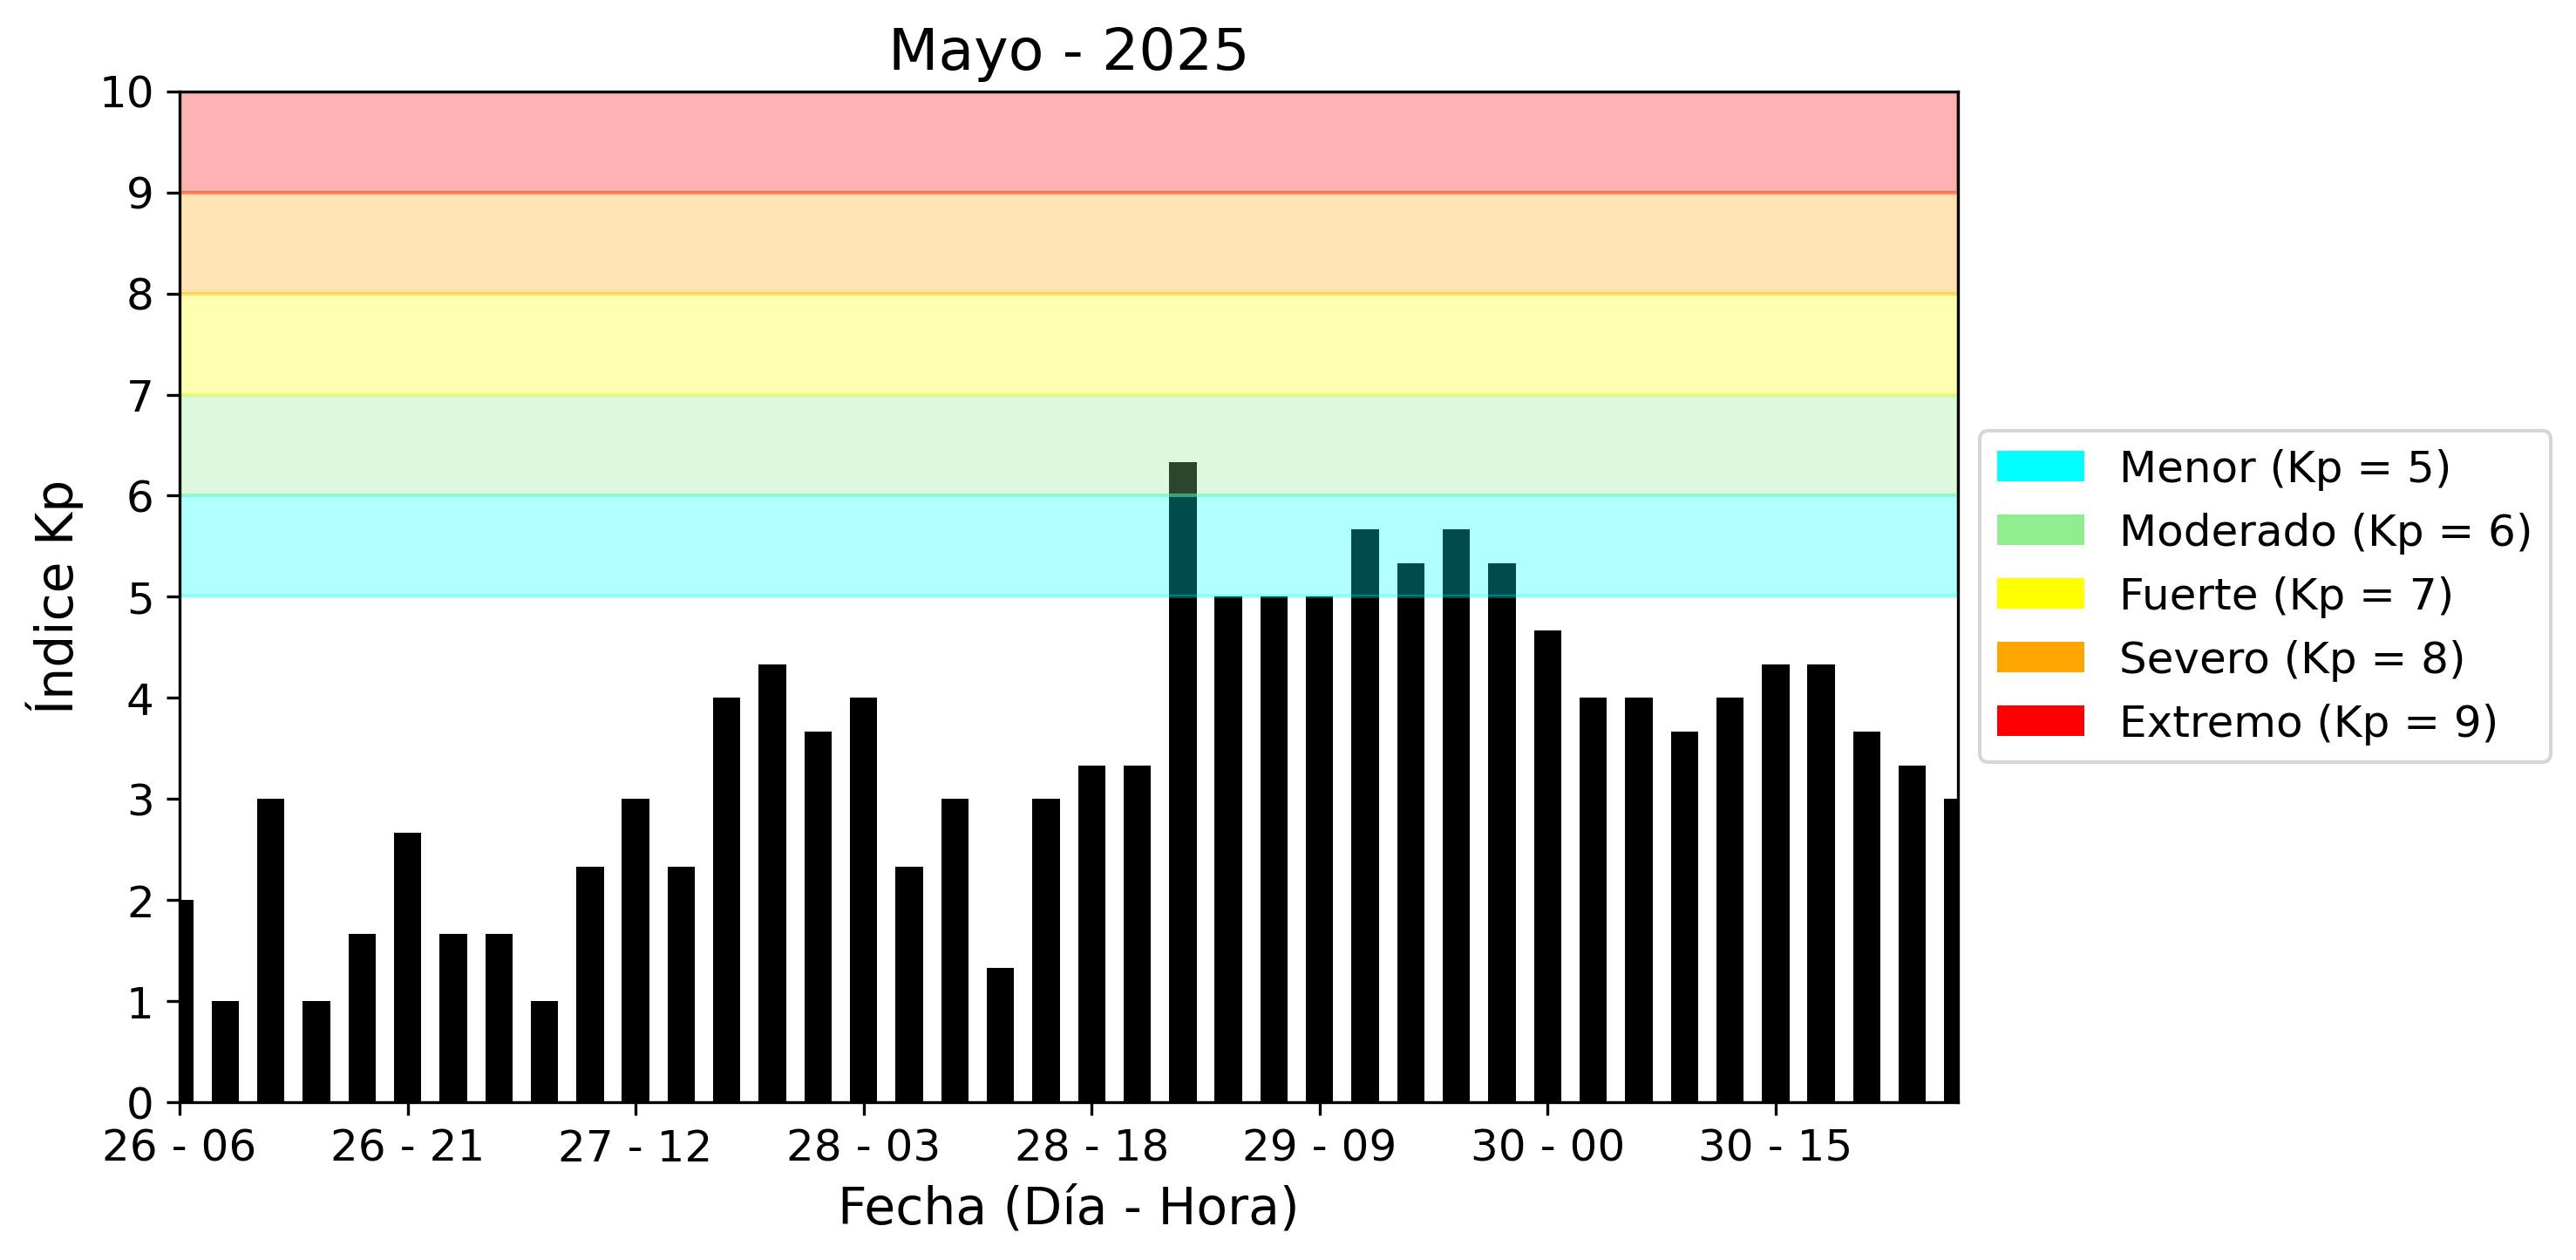 Mayo - 2025
10
9
8
7
6
5
4
3
2
1
0
Índice Kp
26 - 06
26 - 21
27 - 12
28 - 03
28 - 18
29 - 09
30 - 00
30 - 15
Fecha (Día - Hora)
Menor (Kp = 5)
Moderado (Kp = 6)
Fuerte (Kp = 7)
Severo (Kp = 8)
Extremo (Kp = 9)